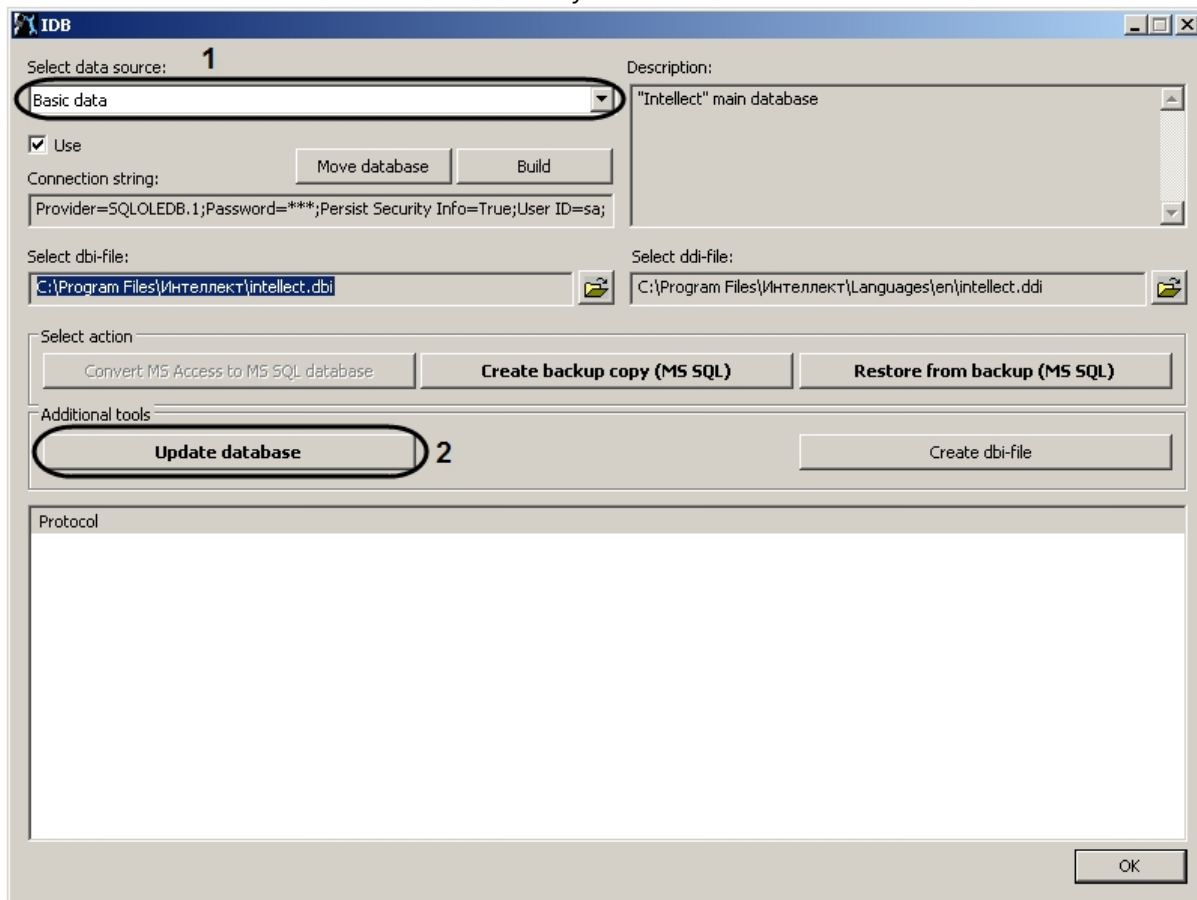 IDB
1
Select data source:
Description:
Basic data
"Intellect" main database
Use
Move database
Build
Connection string:
Provider=SQLOLEDB.1;Password=***;Persist Security Info=True;User ID=sa;
Select dbi-file:
Select ddi-file:
C:\Program Files\Интеллект\intellect.dbi
C:\Program Files\Интеллект\Languages\en\intellect.ddi
Select action
Convert MS Access to MS SQL database
Create backup copy (MS SQL)
Restore from backup (MS SQL)
Additional tools
Update database
2
Create dbi-file
Protocol
OK